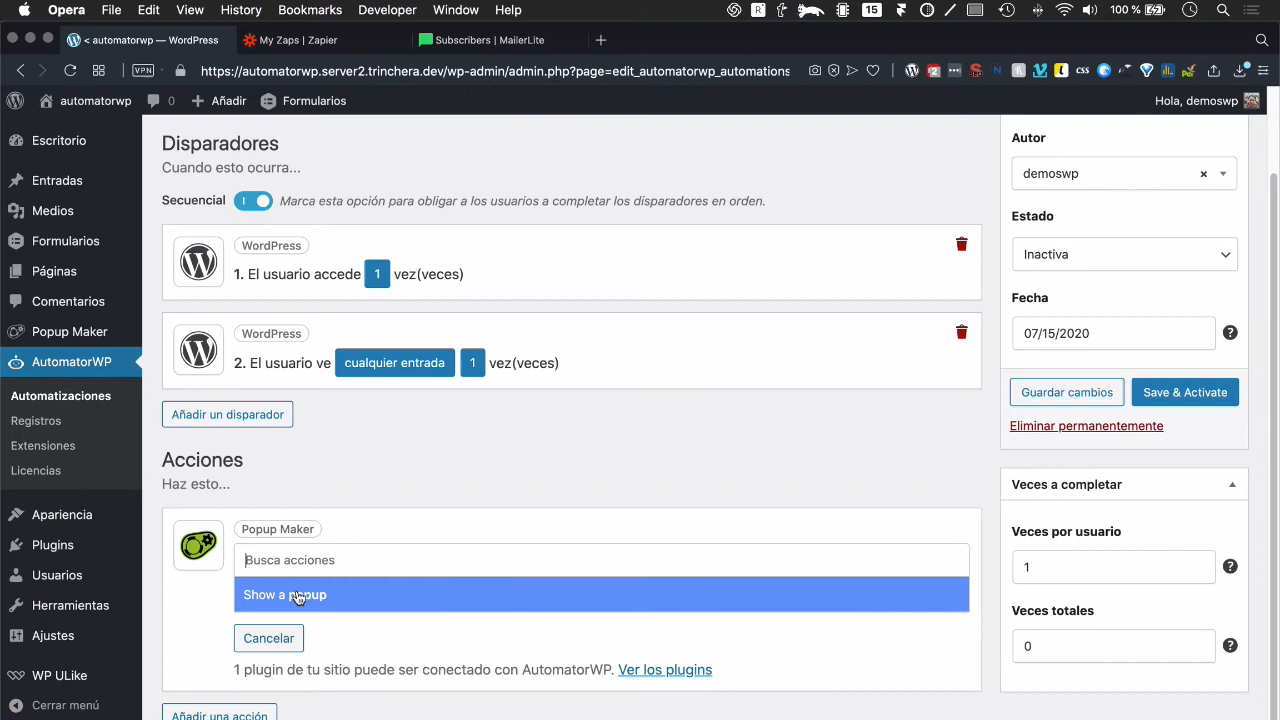 Opera File Edit View History Bookmarks Developer Window Help 15 100 %
< automatorwp — WordPress
My Zaps | Zapier
Subscribers | MailerLite
VPN https://automatorwp.server2.trinchera.dev/wp-admin/admin.php?page=edit_automatorwp_automations
automatorwp 0 Añadir Formularios
Hola, demoswp
Escritorio
Entradas
Medios
Formularios
Páginas
Comentarios
Popup Maker
AutomatorWP
Automatizaciones
Registros
Extensiones
Licencias
Apariencia
Plugins
Usuarios
Herramientas
Ajustes
WP ULike
Cerrar menú
Disparadores
Cuando esto ocurra...
Secuencial Marca esta opción para obligar a los usuarios a completar los disparadores en orden.
WordPress
1. El usuario accede 1 vez(veces)
WordPress
2. El usuario ve cualquier entrada 1 vez(veces)
Añadir un disparador
Acciones
Haz esto...
Popup Maker
Busca acciones
Show a popup
Cancelar
1 plugin de tu sitio puede ser conectado con AutomatorWP. Ver los plugins
Añadir una acción
Autor
demoswp ×
Estado
Inactiva
Fecha
07/15/2020
Guardar cambios
Save & Activate
Eliminar permanentemente
Veces a completar
Veces por usuario
1
Veces totales
0